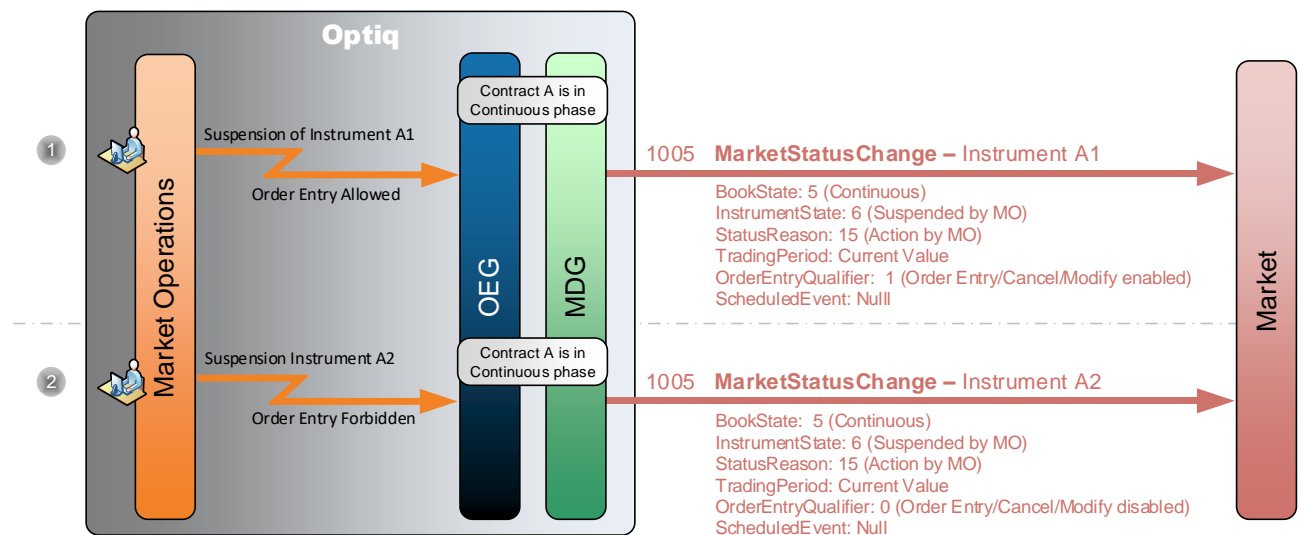 Optiq
Contract A is in
Continuous phase
1
Suspension of Instrument A1
Order Entry Allowed
1005 MarketStatusChange – Instrument A1
BookState: 5 (Continuous)
InstrumentState: 6 (Suspended by MO)
StatusReason: 15 (Action by MO)
TradingPeriod: Current Value
OrderEntryQualifier: 1 (Order Entry/Cancel/Modify enabled)
ScheduledEvent: Nulll
Market Operations
OEG
MDG
Market
Contract A is in
Continuous phase
2
Suspension Instrument A2
Order Entry Forbidden
1005 MarketStatusChange – Instrument A2
BookState: 5 (Continuous)
InstrumentState: 6 (Suspended by MO)
StatusReason: 15 (Action by MO)
TradingPeriod: Current Value
OrderEntryQualifier: 0 (Order Entry/Cancel/Modify disabled)
ScheduledEvent: Null